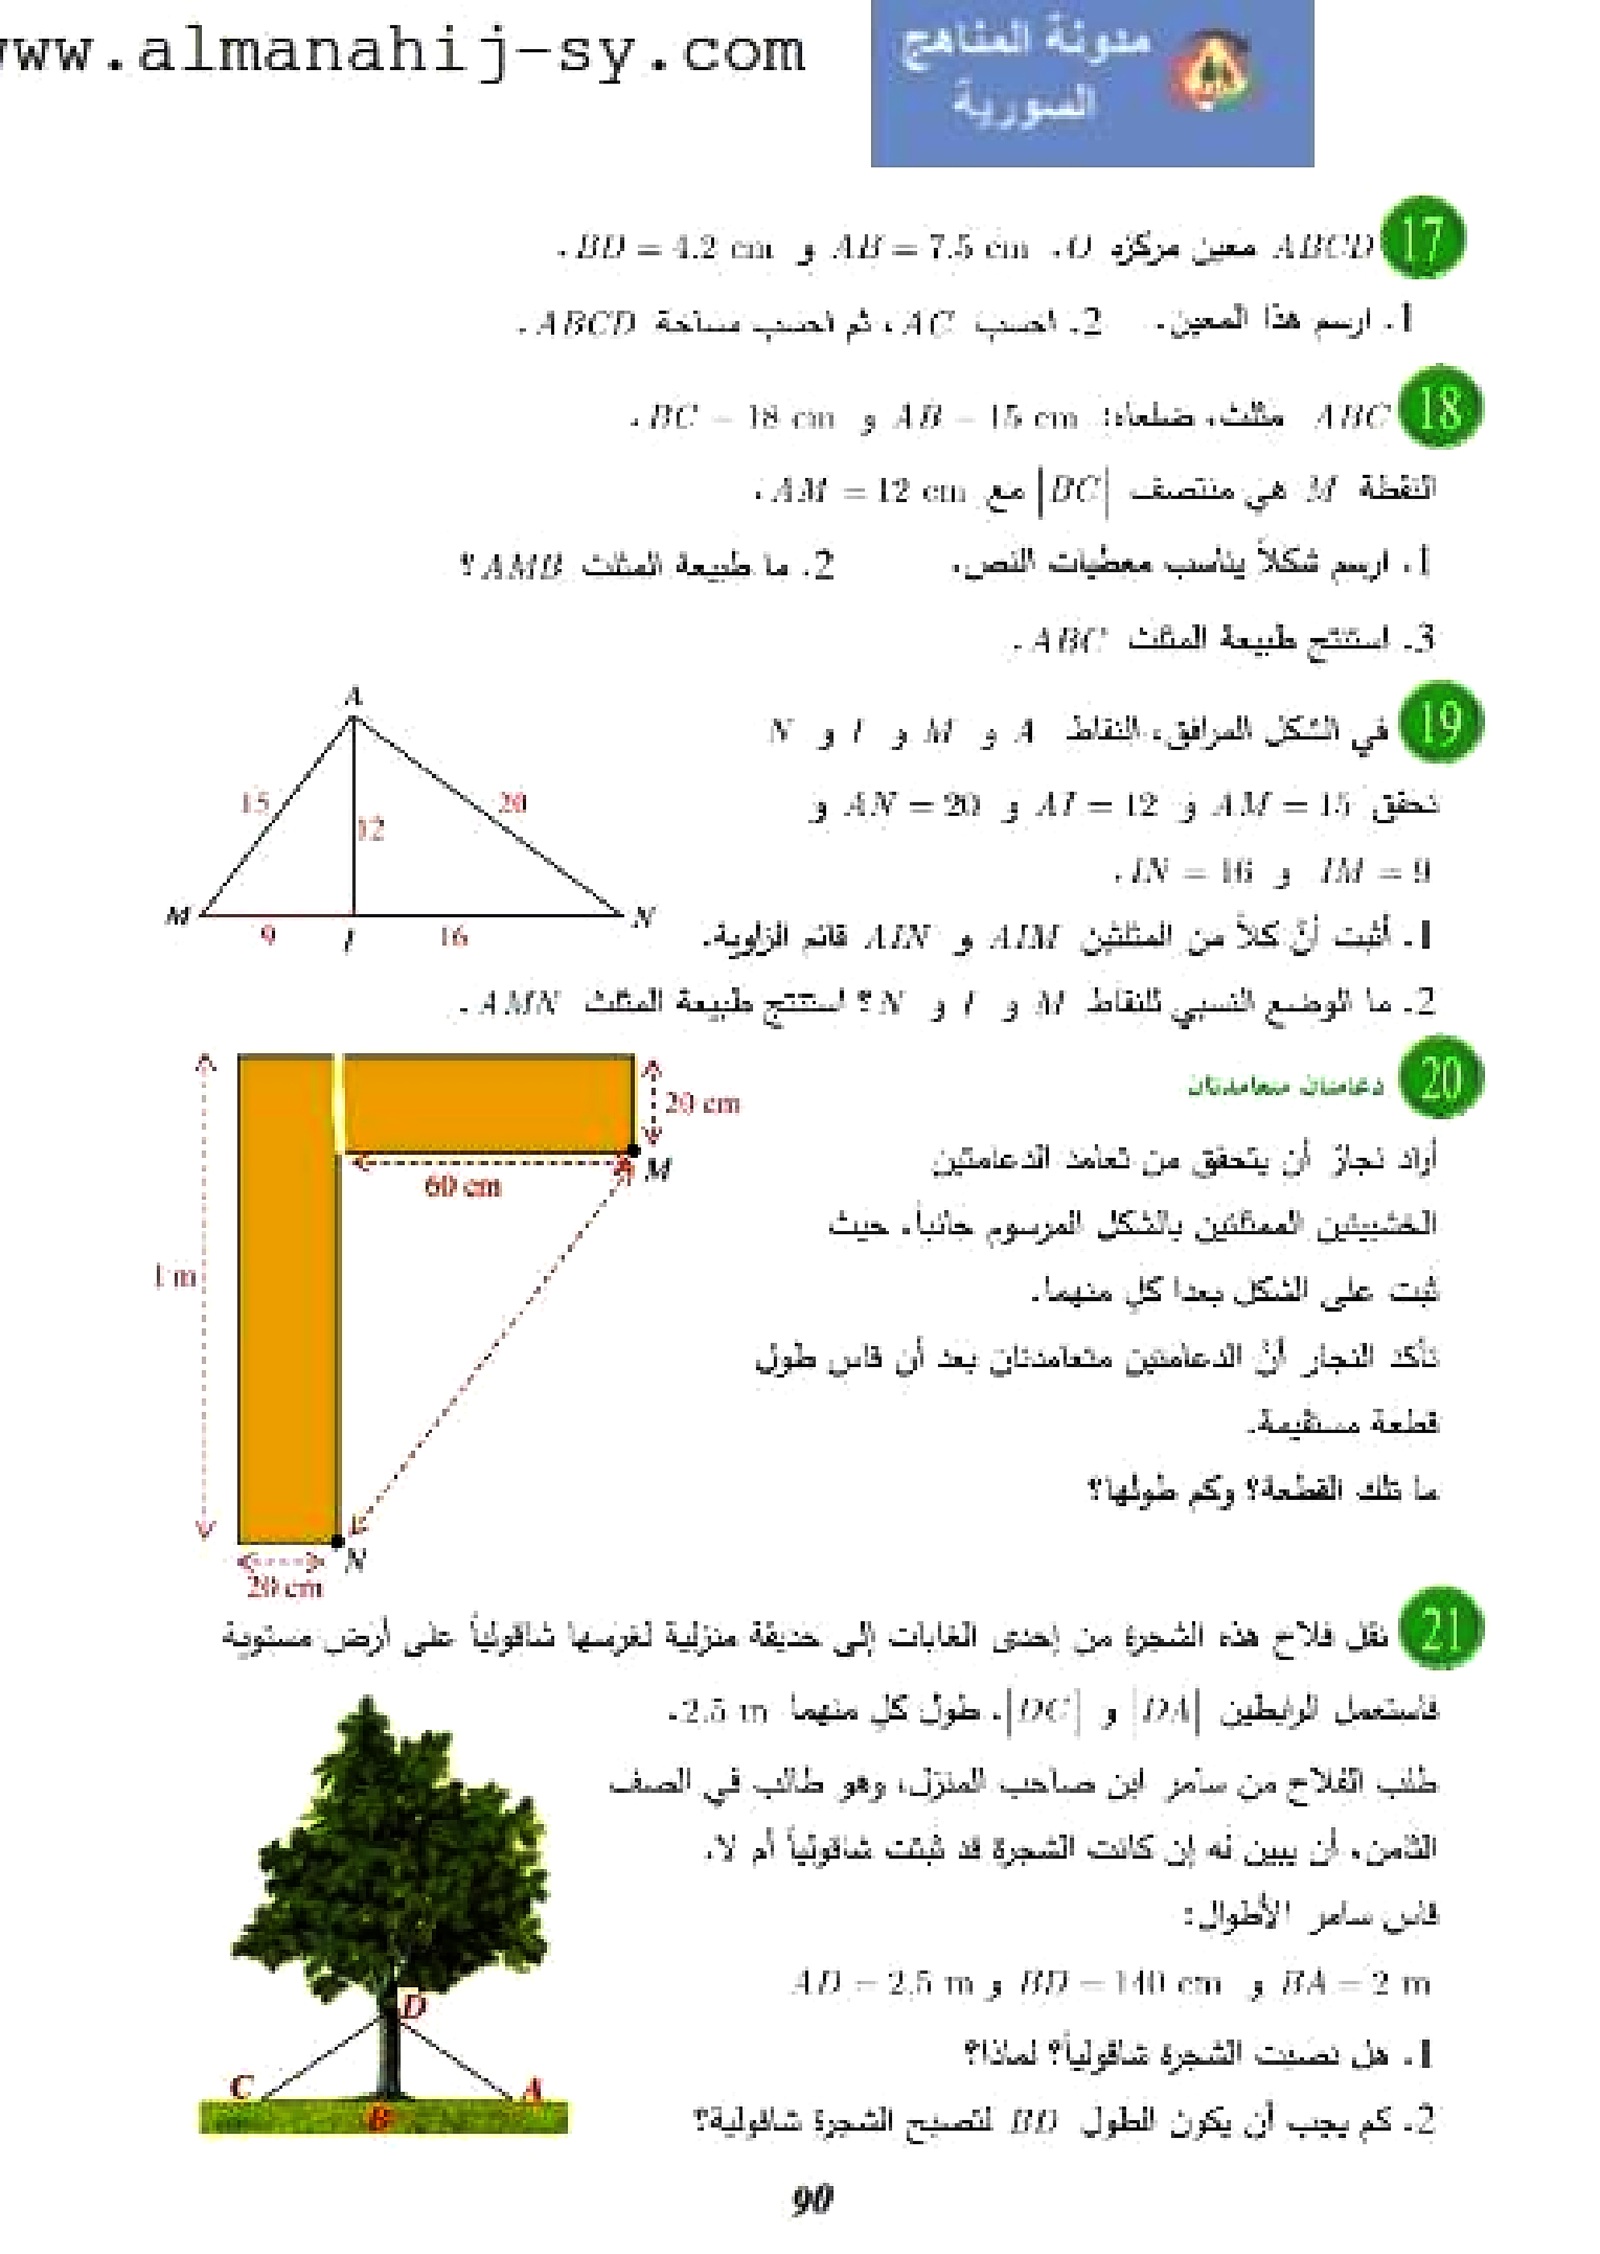 www.almanahij-sy.com
مدونة المناهج
السورية
17 ABCD معين مركزه O. AB = 7.5 cm و BD = 4.2 cm.
1. ارسم هذا المعين. 2. احسب AC، ثم احسب مساحة ABCD.
18 ABC مثلث، ضلعاه: AB = 15 cm و BC = 18 cm.
النقطة M هي منتصف [BC] مع AM = 12 cm.
1. ارسم شكلاً يناسب معطيات النص. 2. ما طبيعة المثلث AMB؟
3. استنتج طبيعة المثلث ABC.
19 في الشكل المرافق، النقاط A و M و I و N
تحقق AM = 15 و AI = 12 و AN = 20 و
IM = 9 و IN = 16.
1. أثبت أنّ كلاً من المثلثين AIM و AIN قائم الزاوية.
2. ما الوضع النسبي للنقاط M و I و N؟ استنتج طبيعة المثلث AMN.
A
15
20
12
M
N
9
I
16
20 دعامتان متعامدتان
أراد نجار أن يتحقق من تعامد الدعامتين
الخشبيتين الممثلتين بالشكل المرسوم جانباً، حيث
ثبت على الشكل بعدا كل منهما.
تأكد النجار أنّ الدعامتين متعامدتان بعد أن قاس طول
قطعة مستقيمة.
ما تلك القطعة؟ وكم طولها؟
20 cm
M
60 cm
1 m
N
20 cm
21 نقل فلاح هذه الشجرة من إحدى الغابات إلى حديقة منزلية لغرسها شاقولياً على أرض مستوية
فاستعمل الرابطين [DA] و [DC]، طول كل منهما 2.5 m.
طلب الفلاح من سامر ابن صاحب المنزل، وهو طالب في الصف
الثامن، أن يبين له إن كانت الشجرة قد ثبتت شاقولياً أم لا.
قاس سامر الأطوال:
BA = 2 m و BD = 140 cm و AD = 2.5 m
1. هل نصبت الشجرة شاقولياً؟ لماذا؟
2. كم يجب أن يكون الطول BD لتصبح الشجرة شاقولية؟
D
C
A
B
90